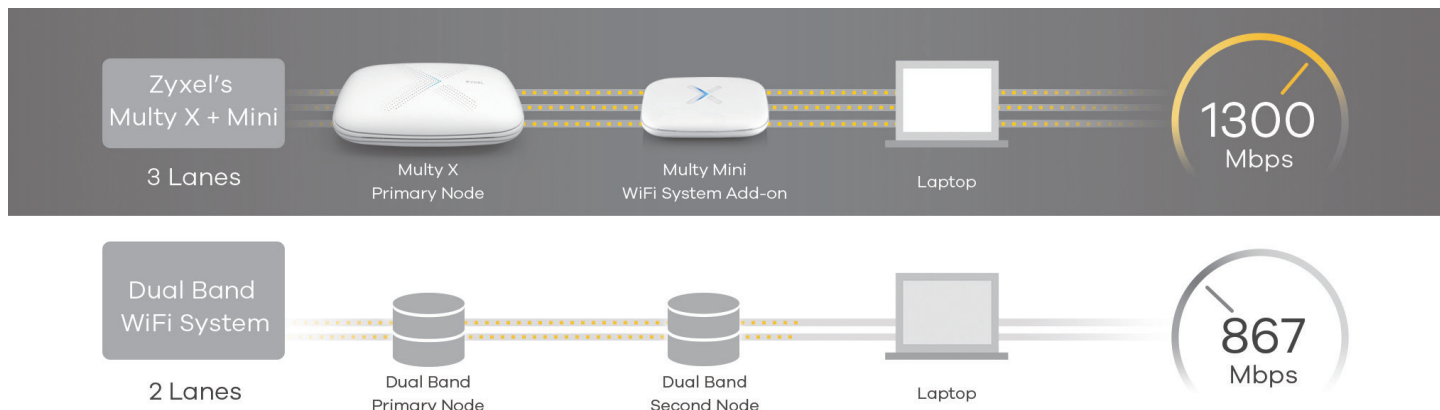 Zyxel's
Multy X + Mini
3 Lanes
Multy X
Primary Node
Multy Mini
WiFi System Add-on
Laptop
1300
Mbps
Dual Band
WiFi System
2 Lanes
Dual Band
Primary Node
Dual Band
Second Node
Laptop
867
Mbps